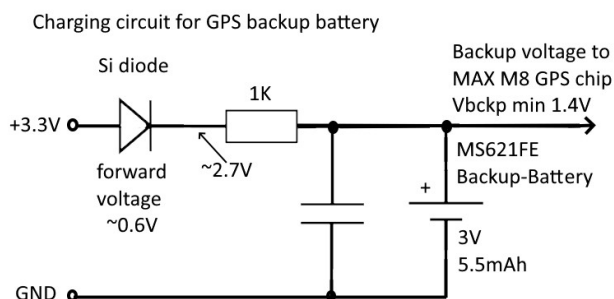 Charging circuit for GPS backup battery
Si diode
1K
Backup voltage to
MAX M8 GPS chip
Vbckp min 1.4V
+3.3V
~2.7V
forward
voltage
~0.6V
MS621FE
Backup-Battery
+
3V
5.5mAh
GND